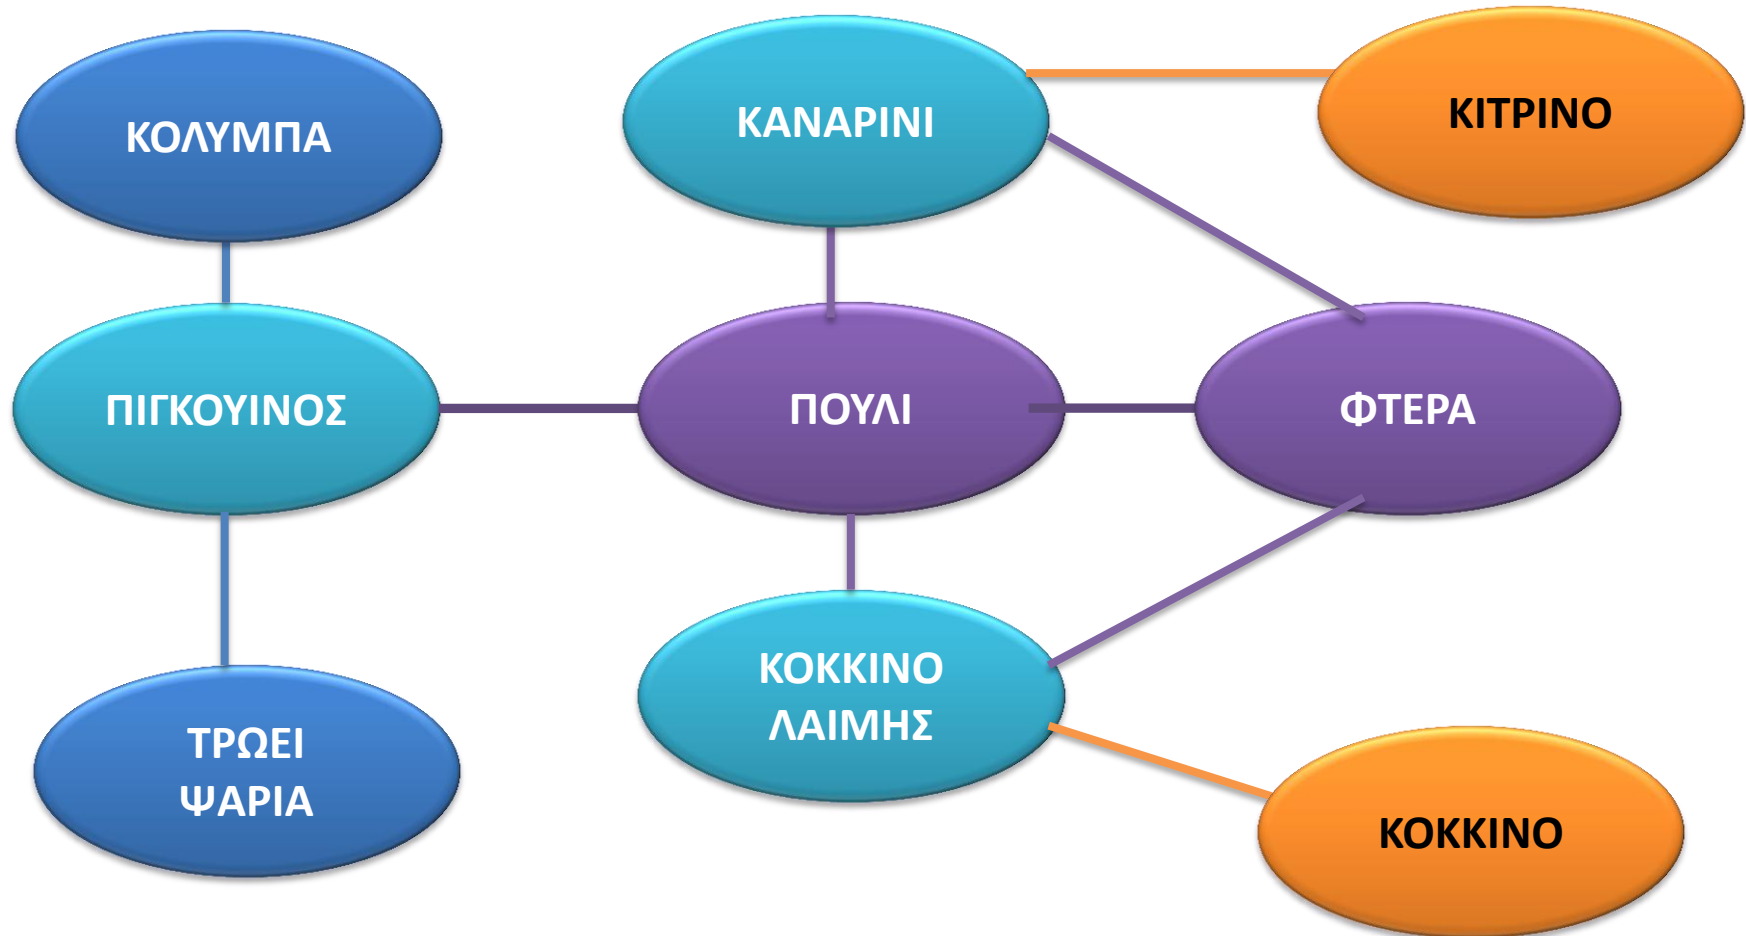 ΚΟΛΥΜΠΑ
ΚΑΝΑΡΙΝΙ
ΚΙΤΡΙΝΟ
ΠΙΓΚΟΥΙΝΟΣ
ΠΟΥΛΙ
ΦΤΕΡΑ
ΚΟΚΚΙΝΟ
ΛΑΙΜΗΣ
ΤΡΩΕΙ
ΨΑΡΙΑ
ΚΟΚΚΙΝΟ